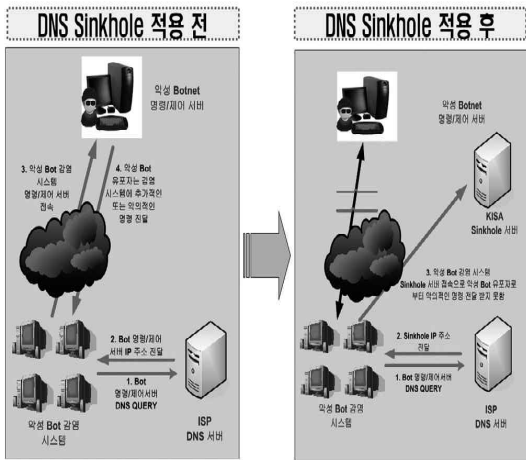 DNS Sinkhole 적용 전
악성 Botnet
명령/제어 서버
3. 악성 Bot 감염
시스템
명령/제어 서버
접속
4. 악성 Bot
유포자는 감염
시스템에 추가적인
또는 악의적인
명령 전달
2. Bot 명령/제어
서버 IP 주소 전달
1. Bot
명령/제어서버
DNS QUERY
악성 Bot 감염
시스템
ISP
DNS 서버
DNS Sinkhole 적용 후
악성 Botnet
명령/제어 서버
KISA
Sinkhole 서버
3. 악성 Bot 감염 시스템
Sinkhole 서버 접속으로 악성 Bot 유포자로
부터 악의적인 명령 전달 받지 못함
2. Sinkhole IP 주소
전달
1. Bot 명령/제어서버
DNS QUERY
악성 Bot 감염
시스템
ISP
DNS 서버